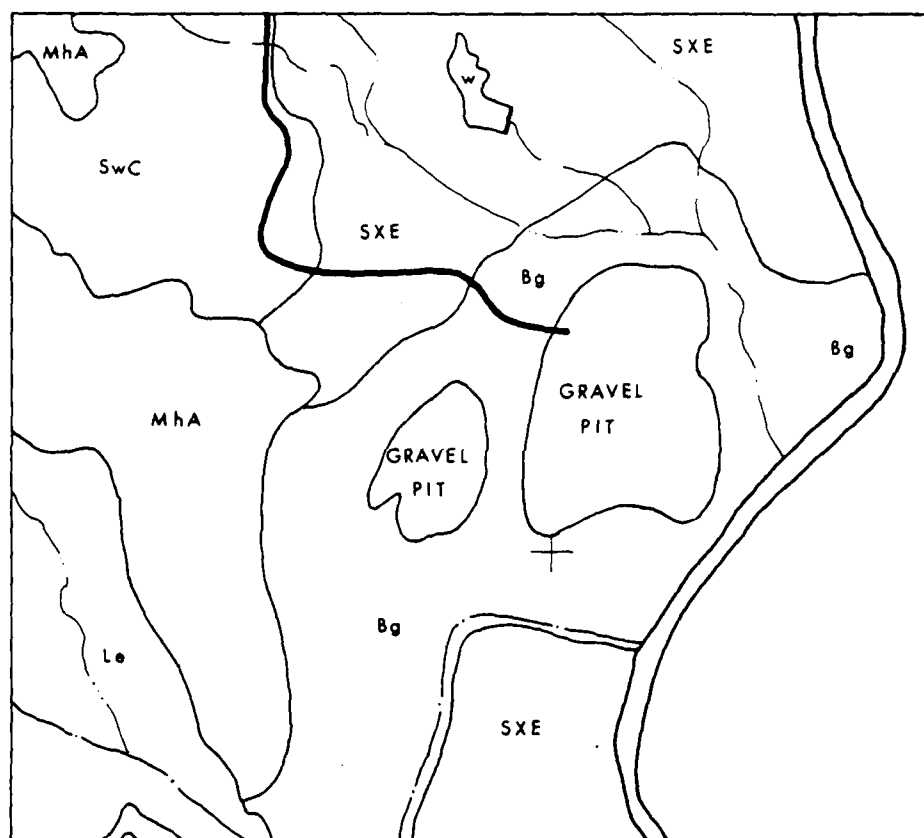 MhA
SXE
w
SwC
SXE
Bg
Bg
GRAVEL
PIT
MhA
GRAVEL
PIT
Bg
Le
SXE